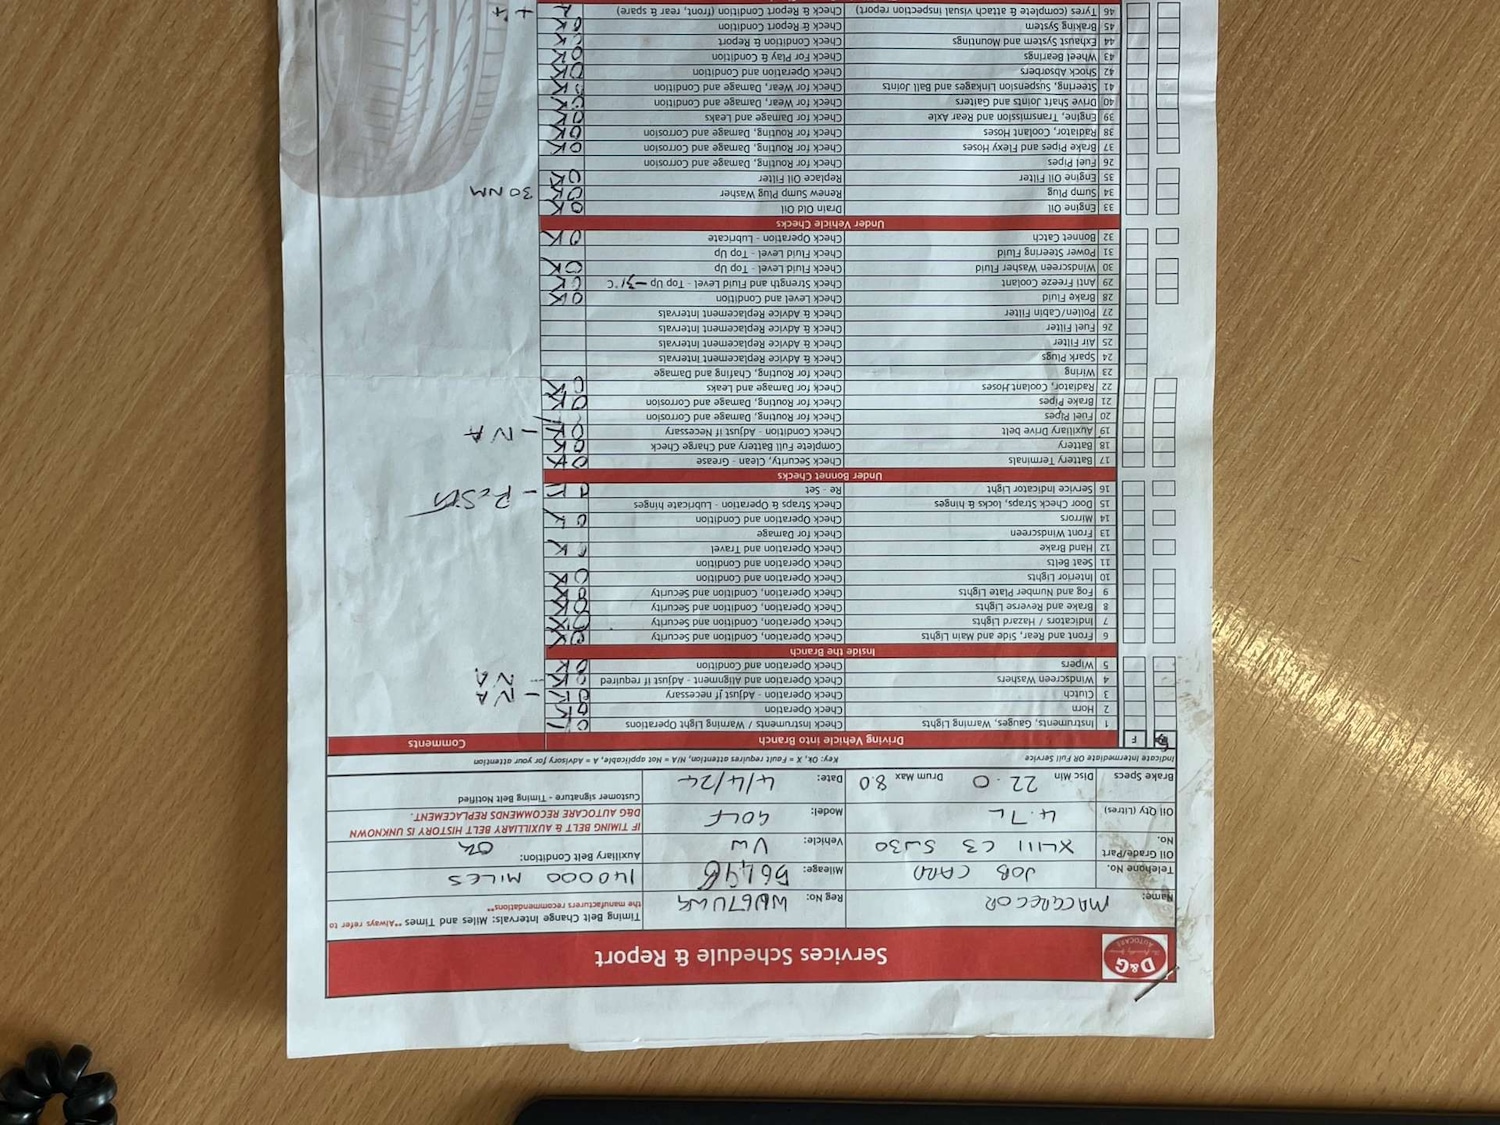 D&G
AUTOCARE
Services Schedule & Report
Name: MACGREGOR Reg No: Timing Belt Change Intervals: Miles and Times **Always refer to the manufacturers recommendations**
Telephone No. JOB CARD Mileage: 56448 140000 MILES
Oil Grade/Part No. XL111 C3 5W30 Vehicle: VW Auxiliary Belt Condition: OK
Oil Qty (Litres) 4.7L Model: GOLF IF TIMING BELT & AUXILLIARY BELT HISTORY IS UNKNOWN D&G AUTOCARE RECOMMENDS REPLACEMENT.
Brake Specs Disc Min 22.0 Drum Max 8.0 Date: 4/4/24 Customer signature - Timing Belt Notified
Indicate Intermediate OR Full Service Key: Ok, X = Fault requires attention, N/A = Not applicable, A = Advisory for your attention
F Driving Vehicle into Branch Comments
1 Instruments, Gauges, Warning Lights Check Instruments / Warning Light Operations
2 Horn Check Operation OK
3 Clutch Check Operation - Adjust if necessary - NA
4 Windscreen Washers Check Operation and Alignment - Adjust if required OK NA
5 Wipers Check Operation and Condition OK
Inside the Branch
6 Front and Rear, Side and Main Lights Check Operation, Condition and Security OK
7 Indicators / Hazard Lights Check Operation, Condition and Security OK
8 Brake and Reverse Lights Check Operation, Condition and Security OK
9 Fog and Number Plate Lights Check Operation, Condition and Security OK
10 Interior Lights Check Operation and Condition OK
11 Seat Belts Check Operation and Condition
12 Hand Brake Check Operation and Travel OK
13 Front Windscreen Check for Damage
14 Mirrors Check Operation and Condition OK
15 Door Check Straps, locks & hinges Check Straps & Operation - Lubricate hinges
16 Service Indicator Light Re - Set
Under Bonnet Checks
17 Battery Terminals Check Security, Clean - Grease OK
18 Battery Complete Full Battery and Charge Check OK
19 Auxiliary Drive belt Check Condition - Adjust if Necessary OK - NA
20 Fuel Pipes Check for Routing, Damage and Corrosion
21 Brake Pipes Check for Routing, Damage and Corrosion OK
22 Radiator, Coolant Hoses Check for Damage and Leaks OK
23 Wiring Check for Routing, Chafing and Damage
24 Spark Plugs Check & Advice Replacement Intervals
25 Air Filter Check & Advice Replacement Intervals
26 Fuel Filter Check & Advice Replacement Intervals
27 Pollen/Cabin Filter Check & Advice Replacement Intervals
28 Brake Fluid Check Level and Condition OK
29 Anti Freeze Coolant Check Strength and Fluid Level - Top Up -31°C OK
30 Windscreen Washer Fluid Check Fluid Level - Top Up OK
31 Power Steering Fluid Check Fluid Level - Top Up
32 Bonnet Catch Check Operation - Lubricate OK
Under Vehicle Checks
33 Engine Oil Drain Old Oil OK
34 Sump Plug Renew Sump Plug Washer OK 30NM
35 Engine Oil Filter Replace Oil Filter OK
26 Fuel Pipes Check for Routing, Damage and Corrosion
37 Brake Pipes and Flexy Hoses Check for Routing, Damage and Corrosion OK
38 Radiator, Coolant Hoses Check for Routing, Damage and Corrosion OK
39 Engine, Transmission and Rear Axle Check for Damage and Leaks OK
40 Drive Shaft Joints and Gaiters Check for Wear, Damage and Condition OK
41 Steering, Suspension Linkages and Ball Joints Check for Wear, Damage and Condition OK
42 Shock Absorbers Check Operation and Condition OK
43 Wheel Bearings Check For Play & Condition OK
44 Exhaust System and Mountings Check Condition & Report OK
45 Braking System Check & Report Condition OK
46 Tyres (complete & attach visual inspection report) Check & Report Condition (front, rear & spare) A